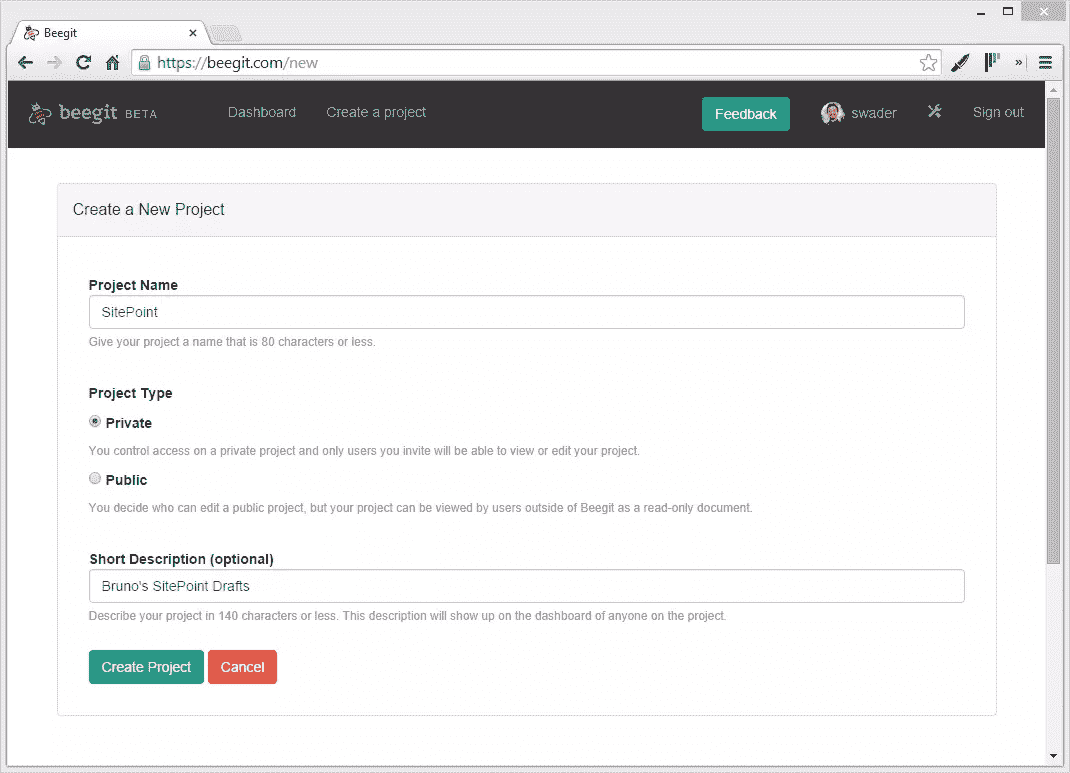 Beegit
https://beegit.com/new
»
beegit BETA
Dashboard
Create a project
Feedback
swader
Sign out
Create a New Project
Project Name
SitePoint
Give your project a name that is 80 characters or less.
Project Type
Private
You control access on a private project and only users you invite will be able to view or edit your project.
Public
You decide who can edit a public project, but your project can be viewed by users outside of Beegit as a read-only document.
Short Description (optional)
Bruno's SitePoint Drafts
Describe your project in 140 characters or less. This description will show up on the dashboard of anyone on the project.
Create Project
Cancel